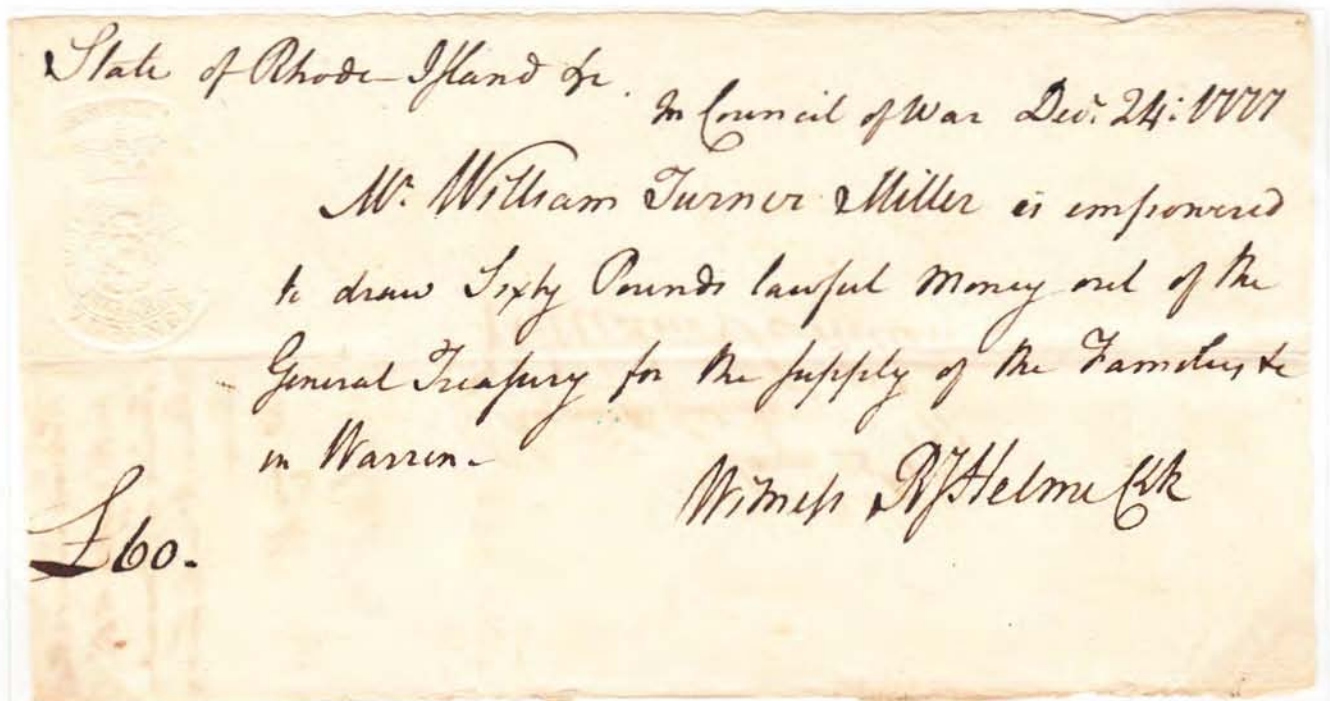 State of Rhode-Island &c.
In Council of War Decr. 24: 1777
Mr. William Turner Miller is empowered
to draw Sixty Pounds lawful Money out of the
General Treasury for the supply of the Families &c
in Warren-
Witness RJHelme Clk
£60.